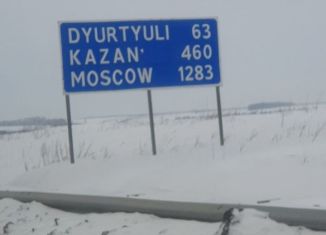 DYURTYULI 63
KAZAN' 460
MOSCOW 1283